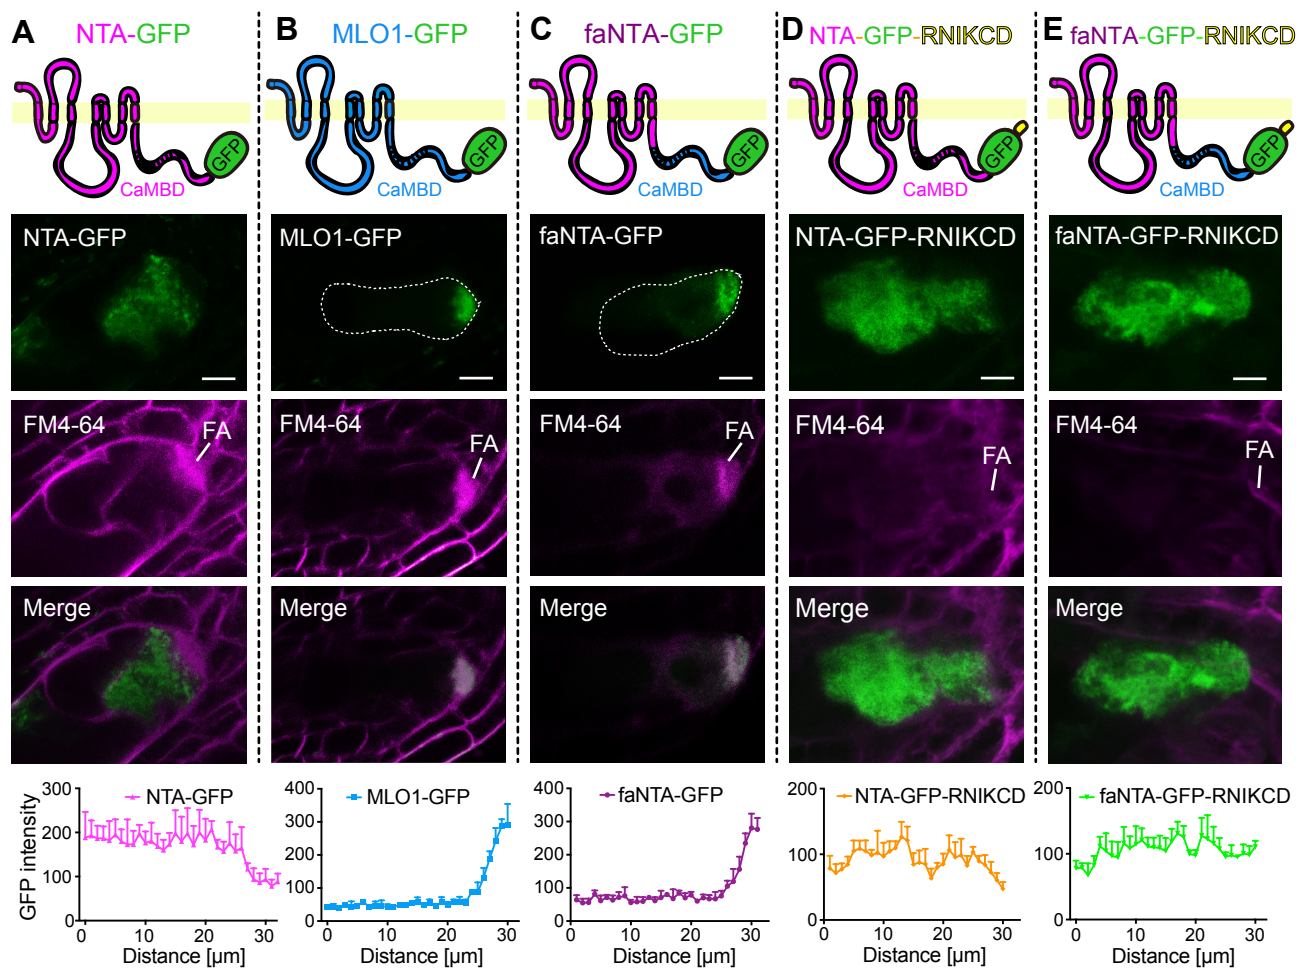 A NTA-GFP
B MLO1-GFP
C faNTA-GFP
D NTA-GFP-RNIKCD
E faNTA-GFP-RNIKCD
GFP GFP GFP GFP GFP
CaMBD CaMBD CaMBD CaMBD CaMBD
NTA-GFP MLO1-GFP faNTA-GFP NTA-GFP-RNIKCD faNTA-GFP-RNIKCD
FM4-64 FM4-64 FM4-64 FM4-64 FM4-64
FA FA FA FA FA
Merge Merge Merge Merge Merge
GFP intensity
300
200
100
0
NTA-GFP
0 10 20 30
Distance [µm]
400
300
200
100
0
MLO1-GFP
0 10 20 30
Distance [µm]
400
300
200
100
0
faNTA-GFP
0 10 20 30
Distance [µm]
200
100
0
NTA-GFP-RNIKCD
0 10 20 30
Distance [µm]
200
100
0
faNTA-GFP-RNIKCD
0 10 20 30
Distance [µm]